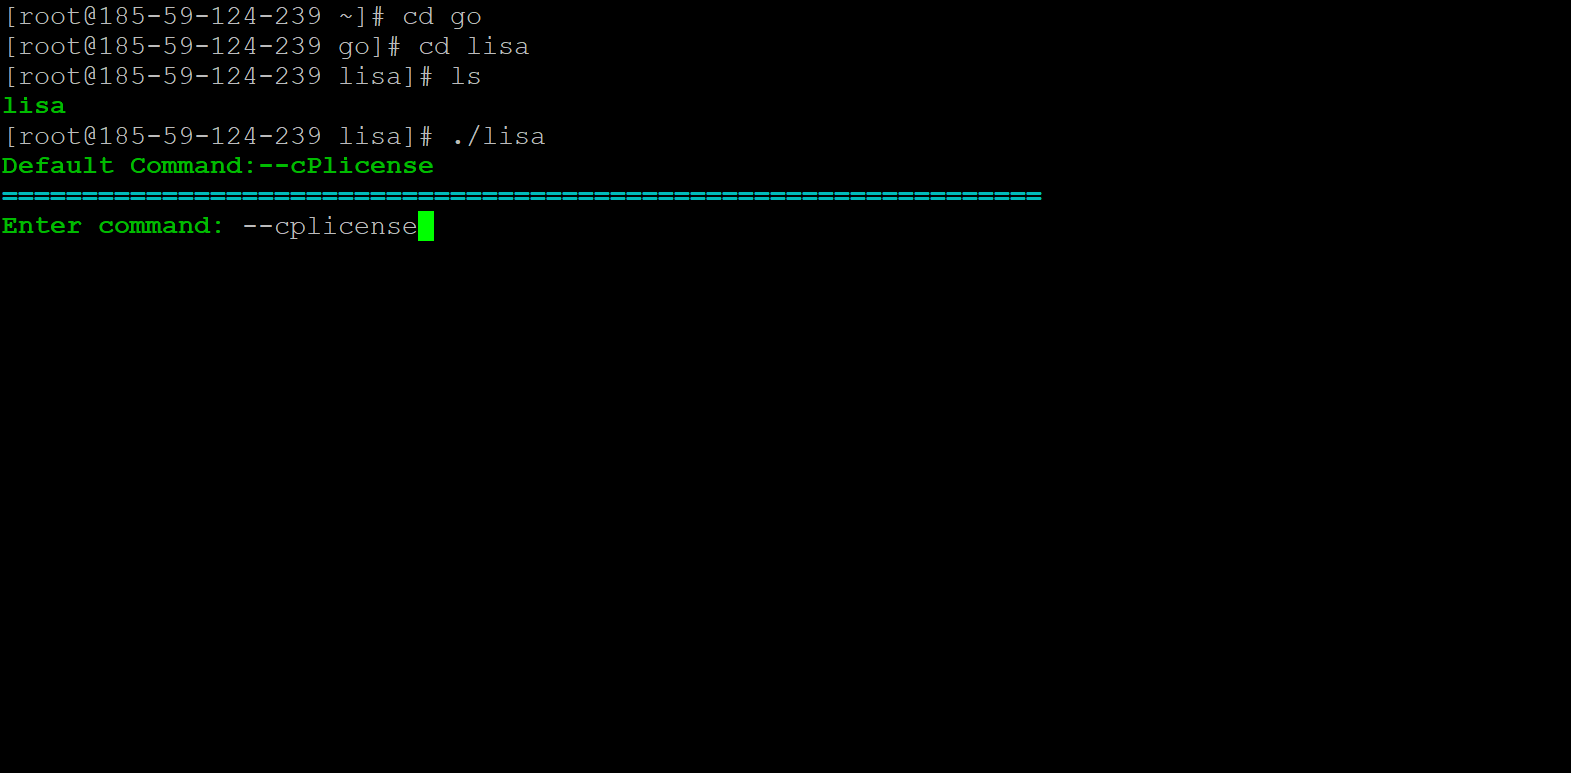 [root@185-59-124-239 ~]# cd go
[root@185-59-124-239 go]# cd lisa
[root@185-59-124-239 lisa]# ls
lisa
[root@185-59-124-239 lisa]# ./lisa
Default Command:--cPlicense
=================================================================
Enter command: --cplicense